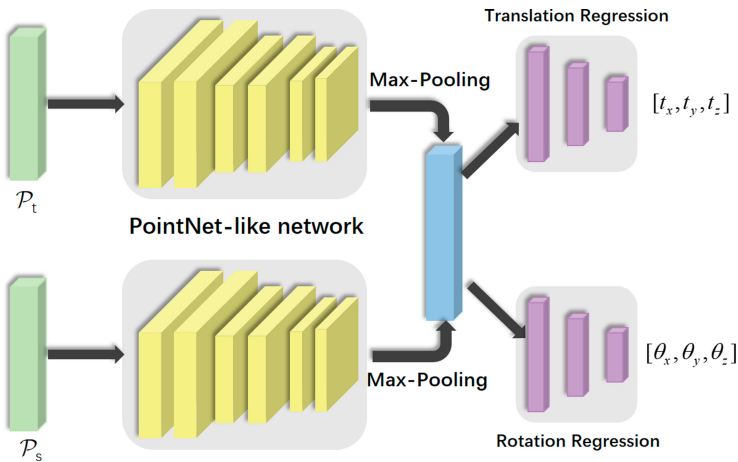 Translation Regression
Max-Pooling
[t_x, t_y, t_z]
𝒫_t
PointNet-like network
[θ_x, θ_y, θ_z]
Max-Pooling
𝒫_s
Rotation Regression